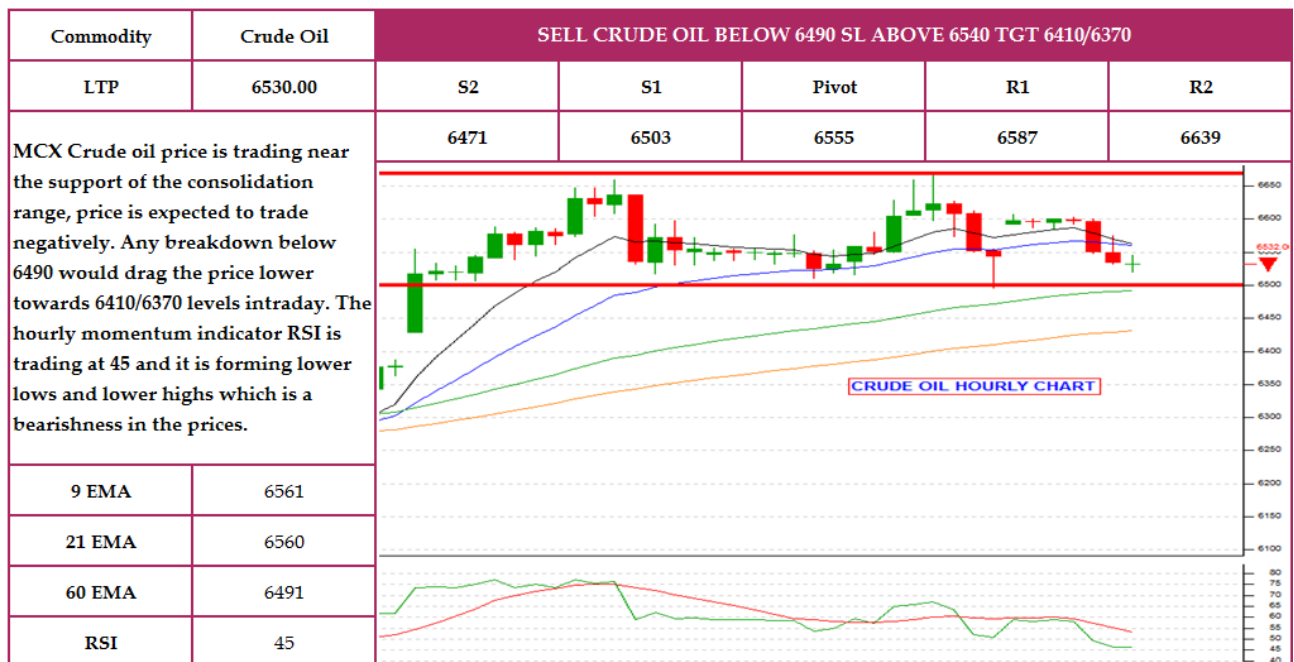 Commodity Crude Oil SELL CRUDE OIL BELOW 6490 SL ABOVE 6540 TGT 6410/6370
LTP 6530.00 S2 S1 Pivot R1 R2
6471 6503 6555 6587 6639
MCX Crude oil price is trading near
the support of the consolidation
range, price is expected to trade
negatively. Any breakdown below
6490 would drag the price lower
towards 6410/6370 levels intraday. The
hourly momentum indicator RSI is
trading at 45 and it is forming lower
lows and lower highs which is a
bearishness in the prices.
9 EMA 6561
21 EMA 6560
60 EMA 6491
RSI 45
6650
6600
6532.00
6500
6450
6400
6350
6300
6250
6200
6150
6100
CRUDE OIL HOURLY CHART
80
75
70
65
60
55
50
45
40